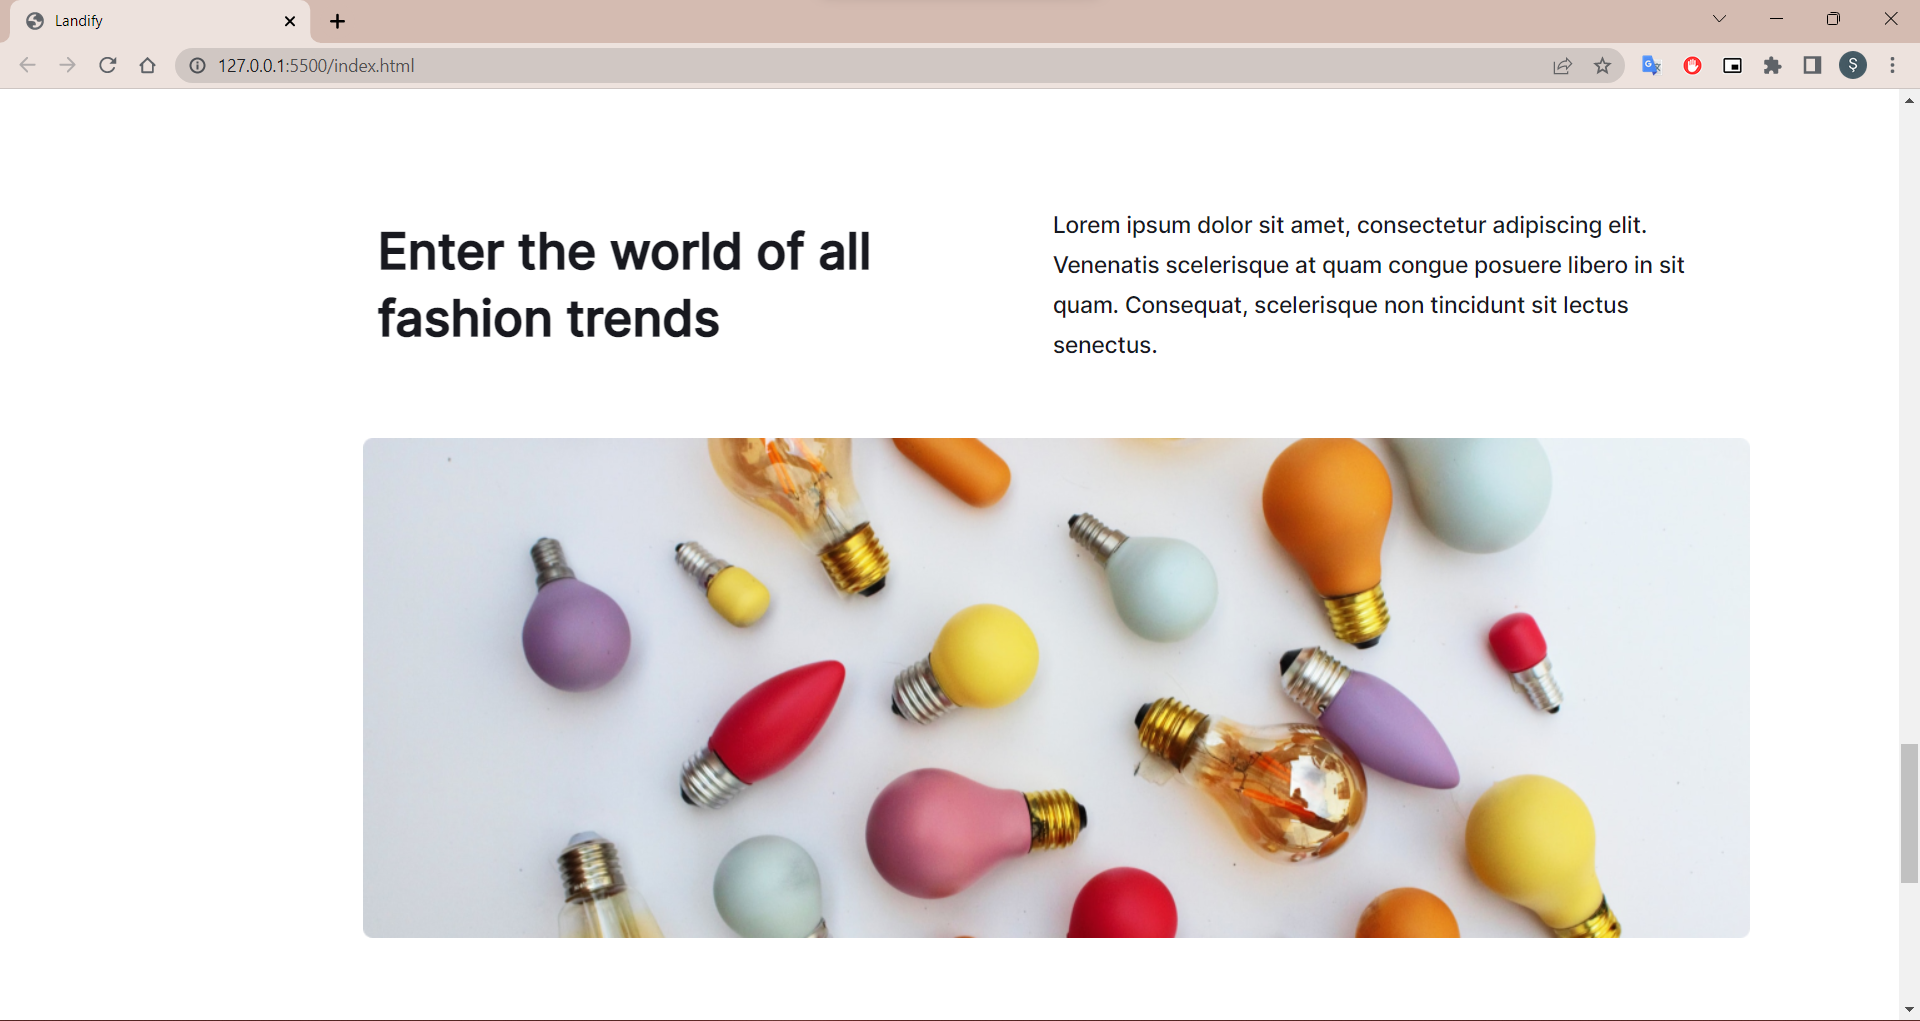 Landify
127.0.0.1:5500/index.html
Ş
Enter the world of all
fashion trends
Lorem ipsum dolor sit amet, consectetur adipiscing elit.
Venenatis scelerisque at quam congue posuere libero in sit
quam. Consequat, scelerisque non tincidunt sit lectus
senectus.